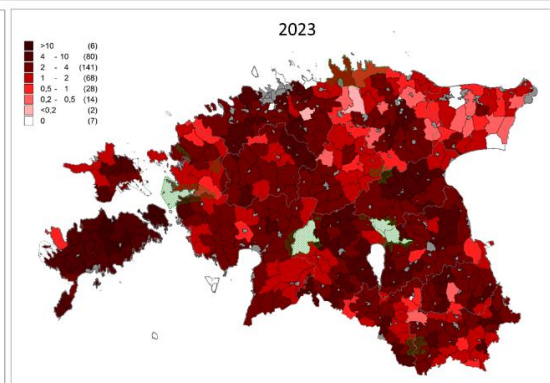 2023
>10 (6)
4 - 10 (80)
2 - 4 (141)
1 - 2 (68)
0,5 - 1 (28)
0,2 - 0,5 (14)
<0,2 (2)
0 (7)